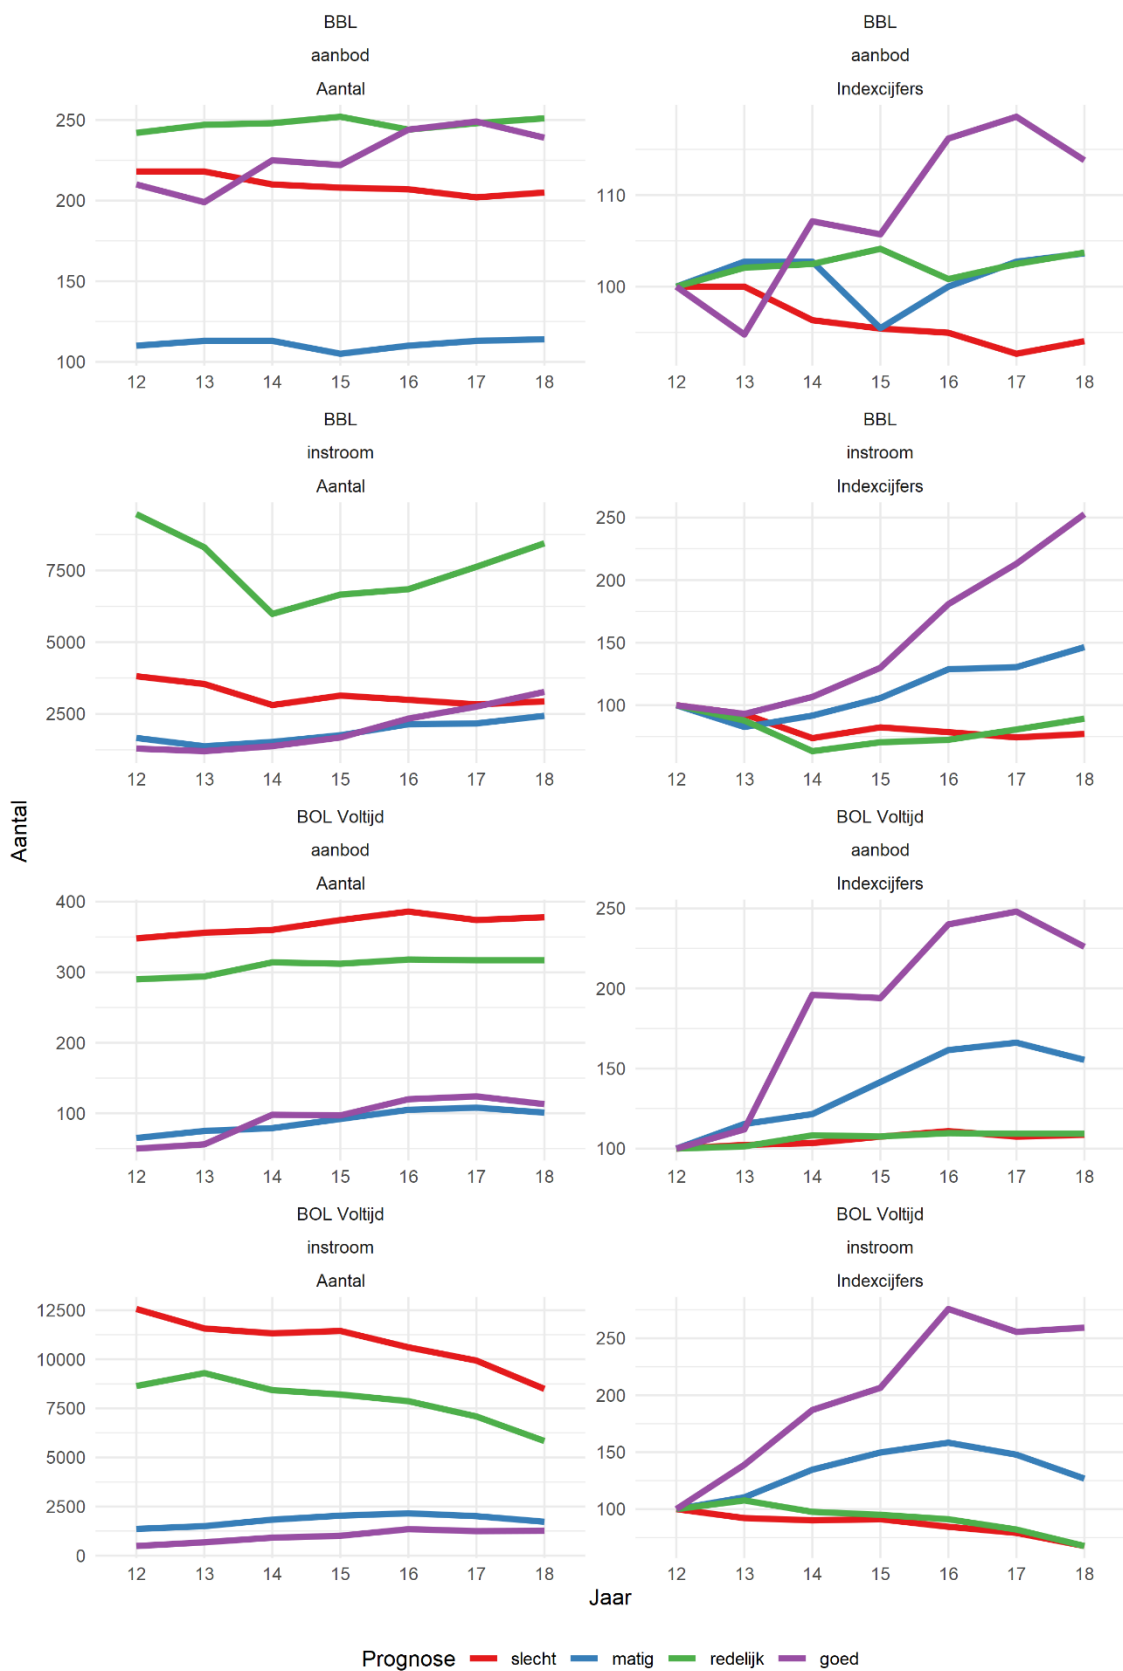 BBL
aanbod
Aantal
250
200
150
100
12 13 14 15 16 17 18
BBL
aanbod
Indexcijfers
110
100
12 13 14 15 16 17 18
BBL
instroom
Aantal
7500
5000
2500
12 13 14 15 16 17 18
BBL
instroom
Indexcijfers
250
200
150
100
12 13 14 15 16 17 18
Aantal
BOL Voltijd
aanbod
Aantal
400
300
200
100
12 13 14 15 16 17 18
BOL Voltijd
aanbod
Indexcijfers
250
200
150
100
12 13 14 15 16 17 18
BOL Voltijd
instroom
Aantal
12500
10000
7500
5000
2500
0
12 13 14 15 16 17 18
BOL Voltijd
instroom
Indexcijfers
250
200
150
100
12 13 14 15 16 17 18
Jaar
Prognose slecht matig redelijk goed